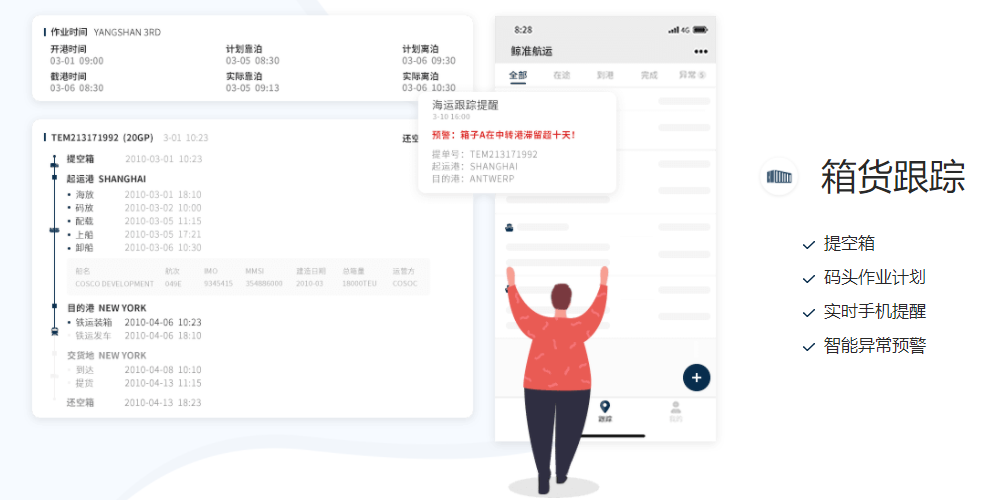 作业时间 YANGSHAN 3RD
开港时间 计划靠泊 计划离泊
03-01 09:00 03-05 08:30 03-06 09:30
截港时间 实际靠泊 实际离泊
03-06 08:30 03-05 09:13 03-06 10:30
TEM213171992 (20GP) 3-01 10:23 还空
提空箱 2010-03-01 10:23
起运港 SHANGHAI
海放 2010-03-01 18:10
码放 2010-03-02 10:00
配载 2010-03-05 11:15
上船 2010-03-05 17:21
卸船 2010-03-06 10:30
船名 航次 IMO MMSI 建造日期 总箱量 运营方
COSCO DEVELOPMENT 049E 9345415 354886000 2010-03 18000TEU COSOC
目的港 NEW YORK
铁运装箱 2010-04-06 10:23
铁运发车 2010-04-06 18:10
交货地 NEW YORK
到达 2010-04-08 10:10
提货 2010-04-13 11:15
还空箱 2010-04-13 18:23
8:28 4G
鲸准航运
全部 在途 到港 完成 异常 ⑤
海运跟踪提醒
3-10 16:00
预警：箱子A在中转港滞留超十天！
提单号：TEM213171992
起运港：SHANGHAI
目的港：ANTWERP
跟踪 我的
箱货跟踪
提空箱
码头作业计划
实时手机提醒
智能异常预警